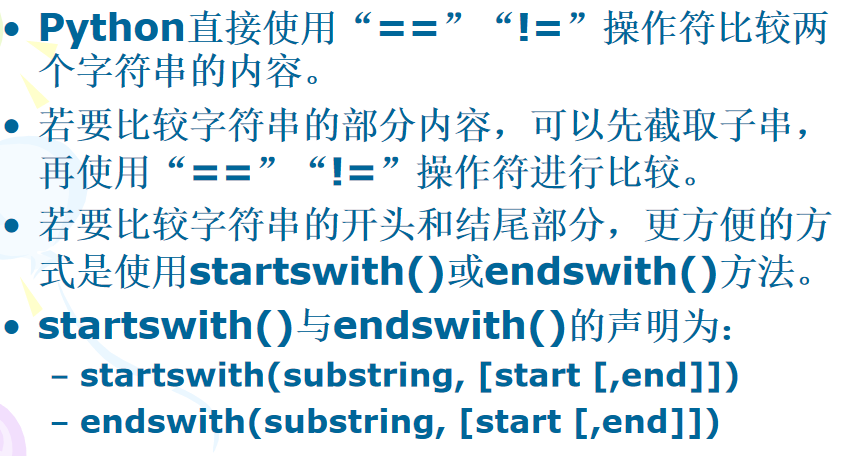 • Python直接使用“==”“!=”操作符比较两
个字符串的内容。
• 若要比较字符串的部分内容，可以先截取子串，
再使用“==”“!=”操作符进行比较。
• 若要比较字符串的开头和结尾部分，更方便的方
式是使用startswith()或endswith()方法。
• startswith()与endswith()的声明为：
– startswith(substring, [start [,end]])
– endswith(substring, [start [,end]])